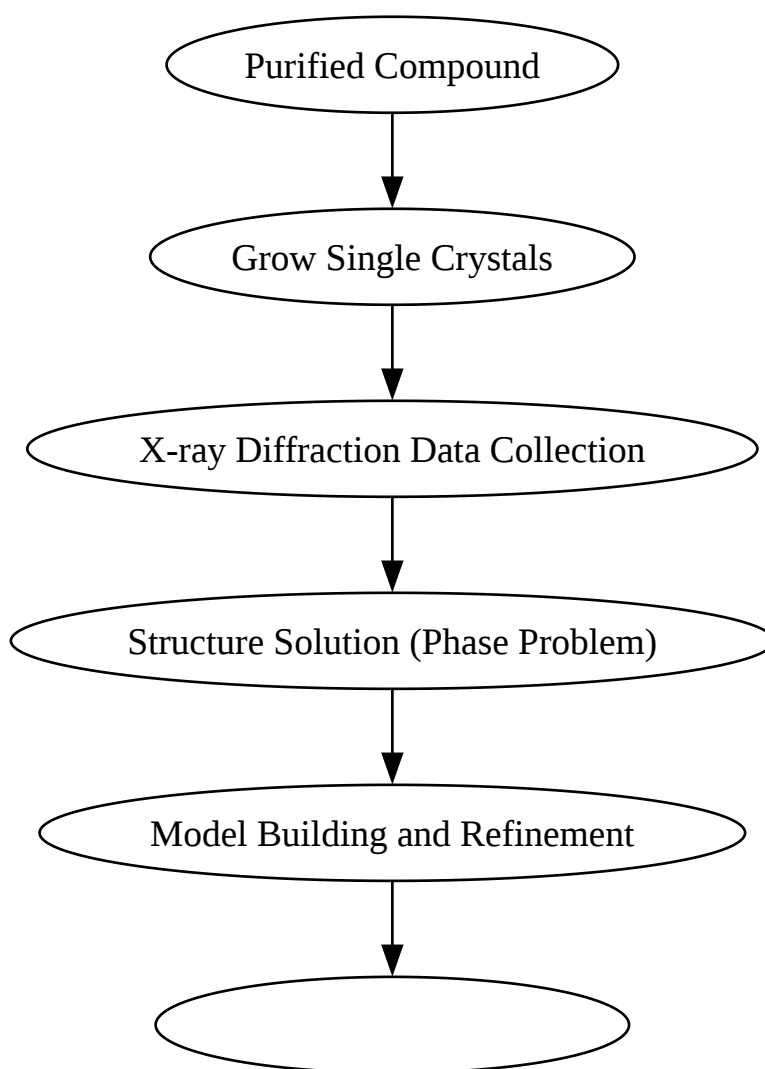 Purified Compound
Grow Single Crystals
X-ray Diffraction Data Collection
Structure Solution (Phase Problem)
Model Building and Refinement